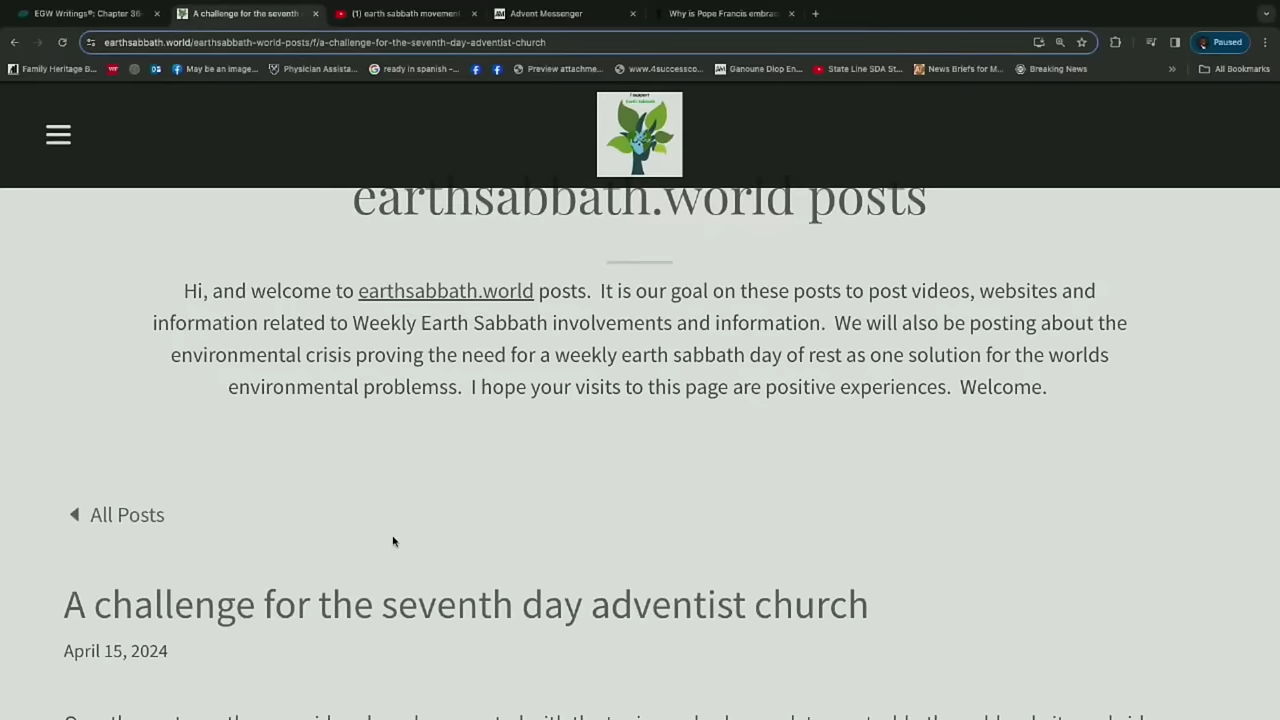 EGW Writings®: Chapter 36-
A challenge for the seventh
(1) earth sabbath movement
Advent Messenger
Why is Pope Francis embrac
earthsabbath.world/earthsabbath-world-posts/f/a-challenge-for-the-seventh-day-adventist-church
Paused
Family Heritage B...
May be an image...
Physician Assista...
ready in spanish –...
Preview attachme...
www.4successco...
Ganoune Diop En...
State Line SDA St...
News Briefs for M...
Breaking News
»
All Bookmarks
I SUPPORT
Earth Sabbath
earthsabbath.world posts
Hi, and welcome to earthsabbath.world posts. It is our goal on these posts to post videos, websites and
information related to Weekly Earth Sabbath involvements and information. We will also be posting about the
environmental crisis proving the need for a weekly earth sabbath day of rest as one solution for the worlds
environmental problemss. I hope your visits to this page are positive experiences. Welcome.
All Posts
A challenge for the seventh day adventist church
April 15, 2024